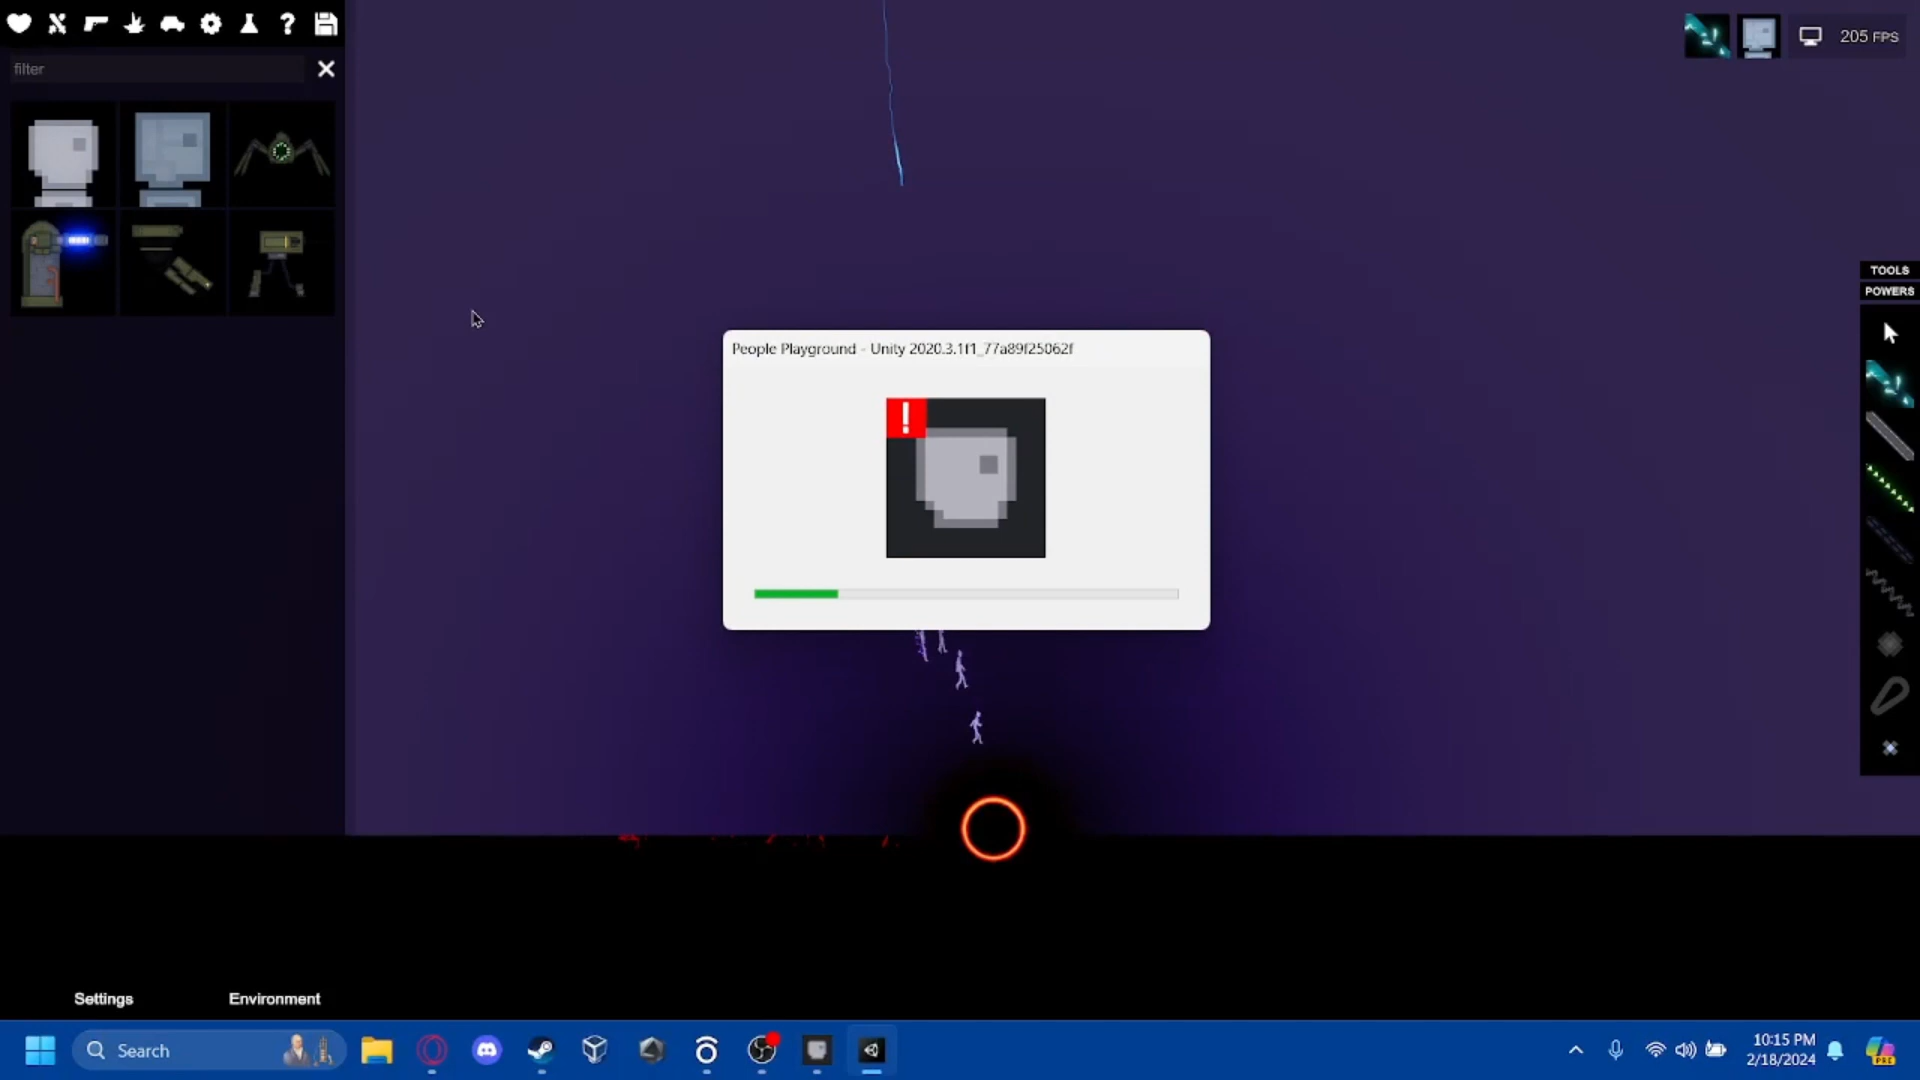 filter
205 FPS
TOOLS
POWERS
People Playground - Unity 2020.3.1f1_77a89f25062f
!
Settings
Environment
Search
10:15 PM
2/18/2024
PRE